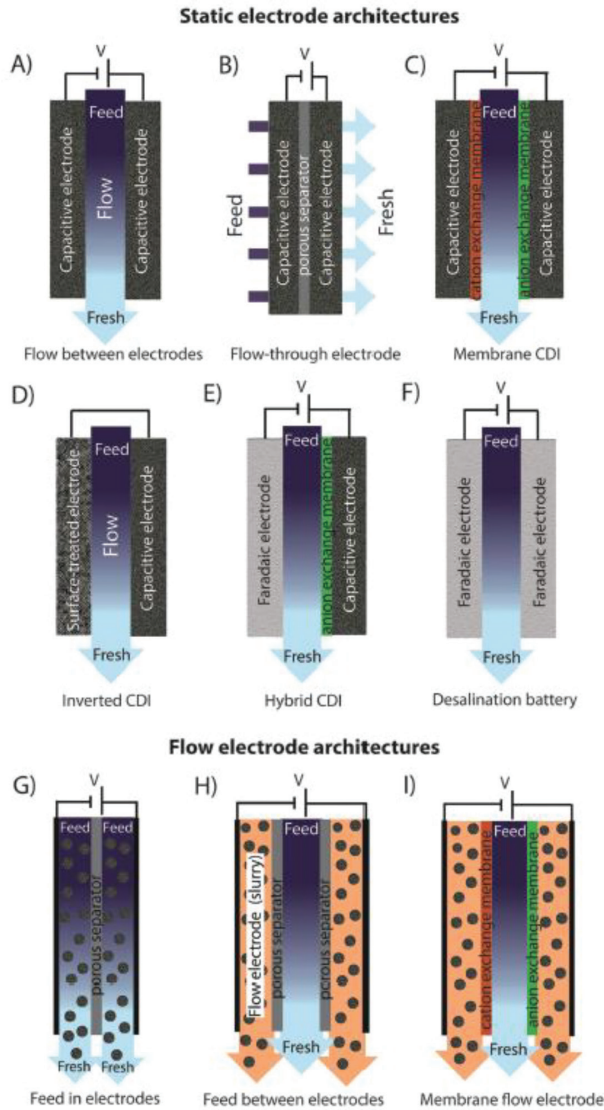 Static electrode architectures
A)
V
Feed
Flow
Fresh
Capacitive electrode
Capacitive electrode
Flow between electrodes
B)
V
Feed
Capacitive electrode
porous separator
Capacitive electrode
Fresh
Flow-through electrode
C)
V
Feed
Capacitive electrode
cation exchange membrane
anion exchange membrane
Capacitive electrode
Fresh
Membrane CDI
D)
Feed
Surface-treated electrode
Flow
Capacitive electrode
Fresh
Inverted CDI
E)
V
Feed
Faradaic electrode
anion exchange membrane
Capacitive electrode
Fresh
Hybrid CDI
F)
V
Feed
Faradaic electrode
Faradaic electrode
Fresh
Desalination battery
Flow electrode architectures
G)
V
Feed
Feed
porous separator
Fresh
Fresh
Feed in electrodes
H)
V
Feed
Flow electrode (slurry)
porous separator
porous separator
Fresh
Feed between electrodes
I)
V
Feed
cation exchange membrane
anion exchange membrane
Fresh
Membrane flow electrode